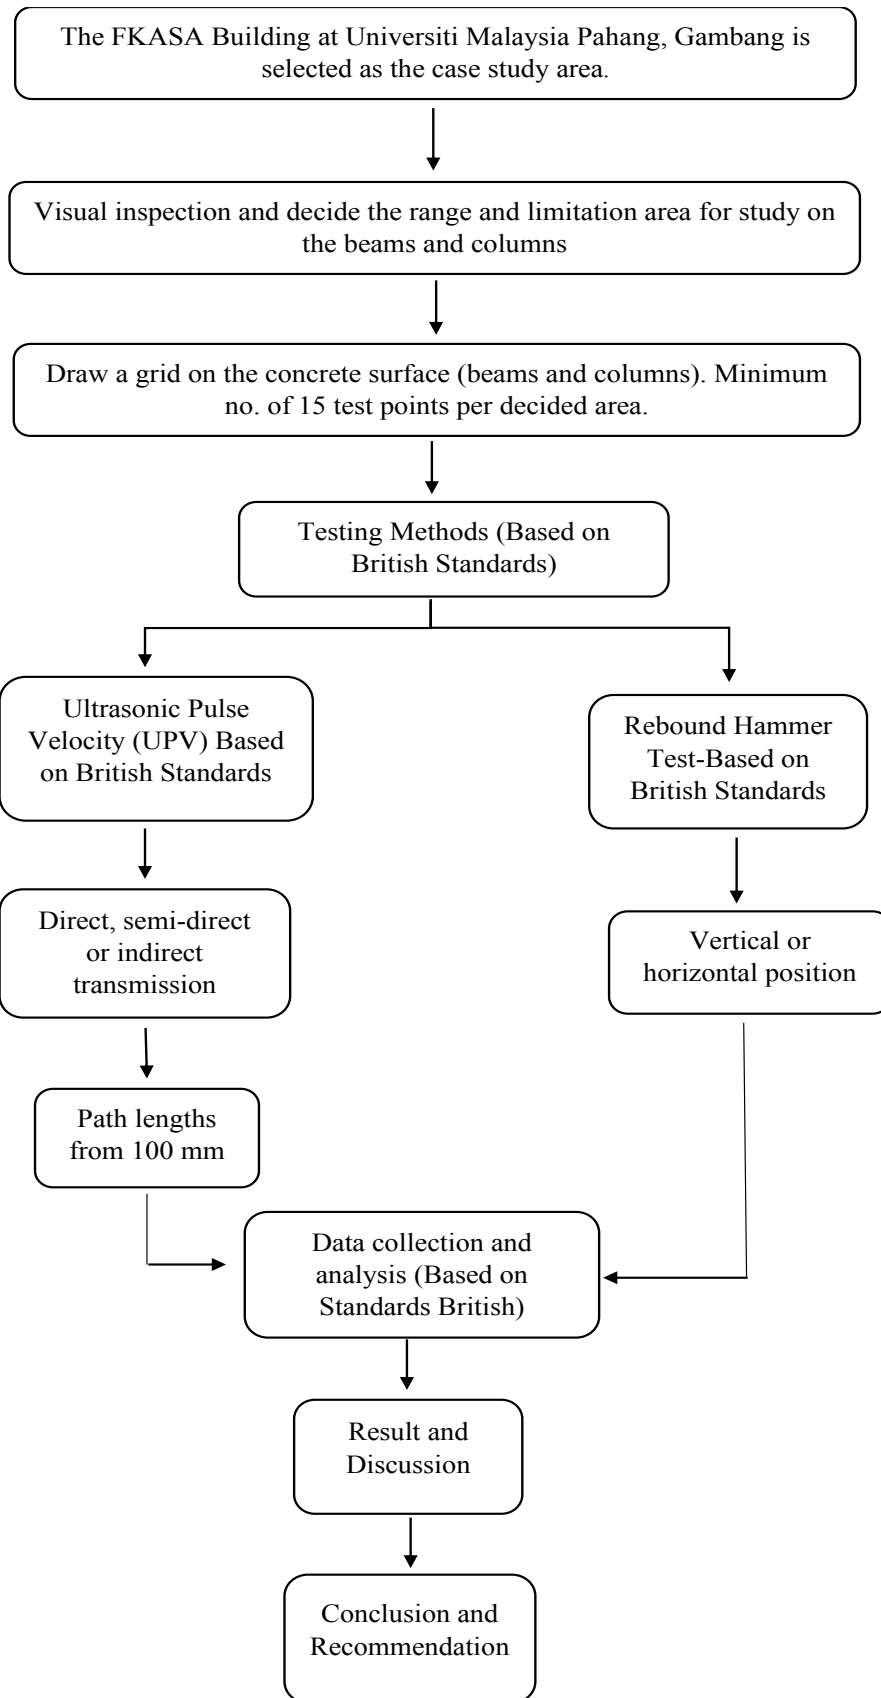 The FKASA Building at Universiti Malaysia Pahang, Gambang is
selected as the case study area.
Visual inspection and decide the range and limitation area for study on
the beams and columns
Draw a grid on the concrete surface (beams and columns). Minimum
no. of 15 test points per decided area.
Testing Methods (Based on
British Standards)
Ultrasonic Pulse
Velocity (UPV) Based
on British Standards
Rebound Hammer
Test-Based on
British Standards
Direct, semi-direct
or indirect
transmission
Vertical or
horizontal position
Path lengths
from 100 mm
Data collection and
analysis (Based on
Standards British)
Result and
Discussion
Conclusion and
Recommendation